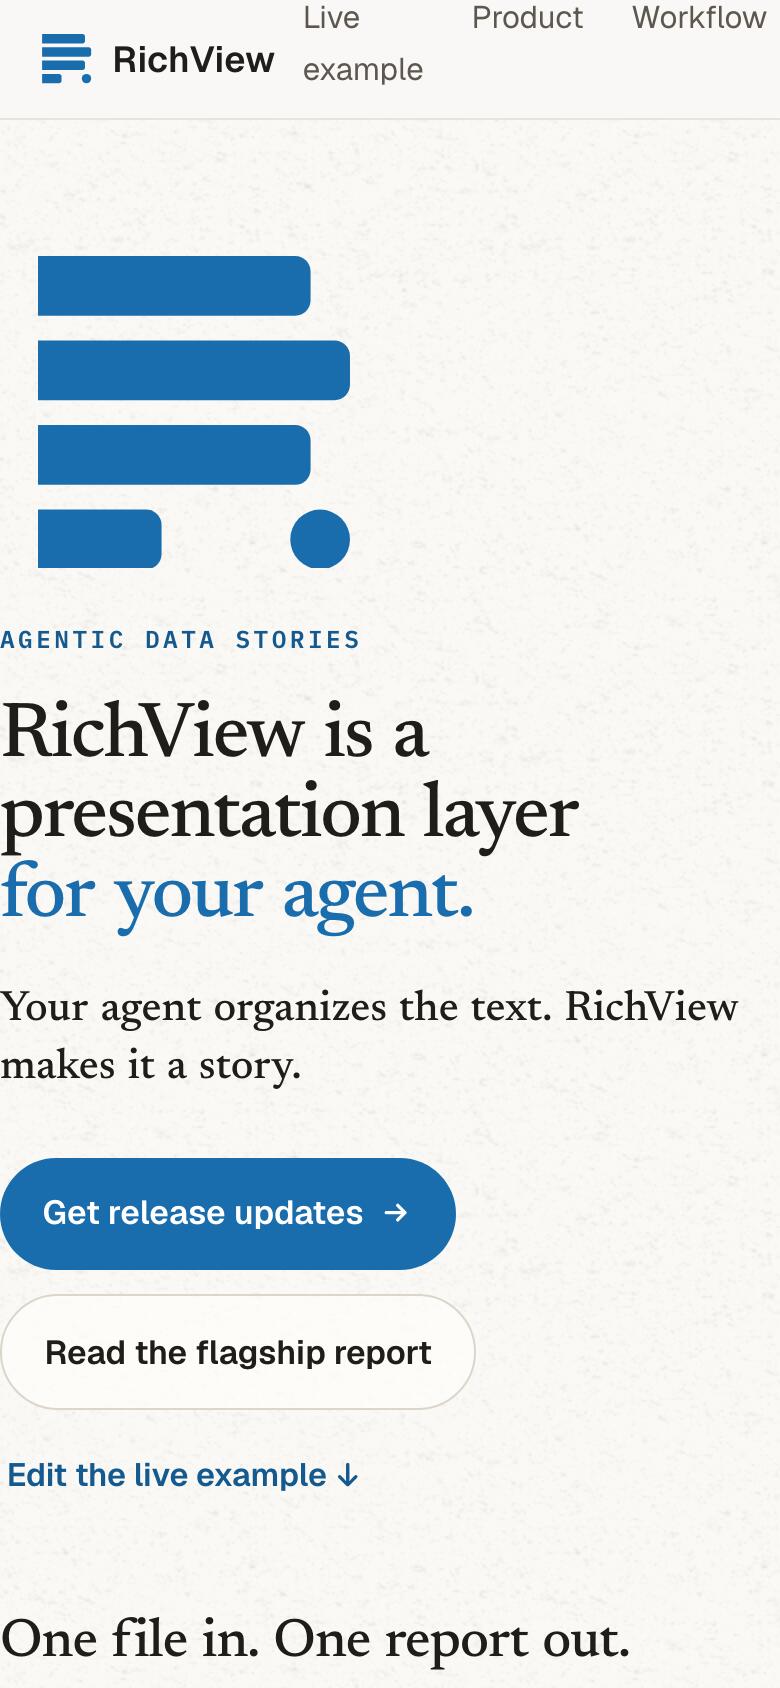 RichView
Live
example
Product
Workflow
AGENTIC DATA STORIES
RichView is a
presentation layer
for your agent.
Your agent organizes the text. RichView
makes it a story.
Get release updates →
Read the flagship report
Edit the live example ↓
One file in. One report out.